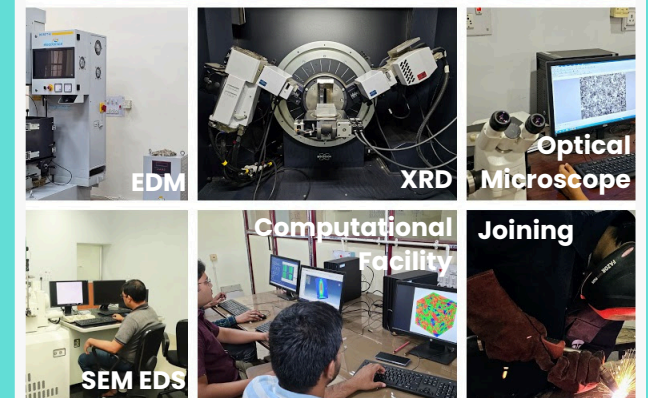 EDM
XRD
Optical
Microscope
SEM EDS
Computational
Facility
Joining